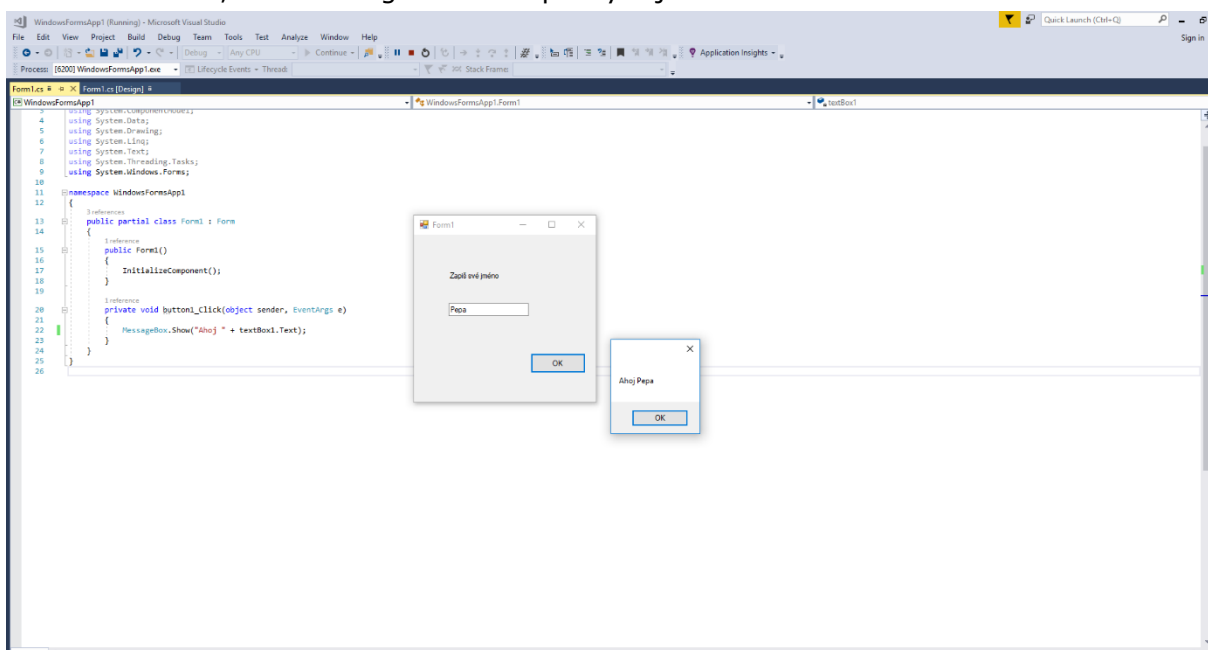 WindowsFormsApp1 (Running) - Microsoft Visual Studio
Quick Launch (Ctrl+Q)
File Edit View Project Build Debug Team Tools Test Analyze Window Help
Sign in
Debug Any CPU Continue Application Insights
Process: [6200] WindowsFormsApp1.exe Lifecycle Events Thread: Stack Frame:
Form1.cs Form1.cs [Design]
WindowsFormsApp1 WindowsFormsApp1.Form1 textBox1
3 using System.ComponentModel;
4 using System.Data;
5 using System.Drawing;
6 using System.Linq;
7 using System.Text;
8 using System.Threading.Tasks;
9 using System.Windows.Forms;
10
11 namespace WindowsFormsApp1
12 {
3 references
13 public partial class Form1 : Form
14 {
1 reference
15 public Form1()
16 {
17 InitializeComponent();
18 }
19
1 reference
20 private void button1_Click(object sender, EventArgs e)
21 {
22 MessageBox.Show("Ahoj " + textBox1.Text);
23 }
24 }
25 }
26
Form1
Zapiš své jméno
Pepa
OK
Ahoj Pepa
OK